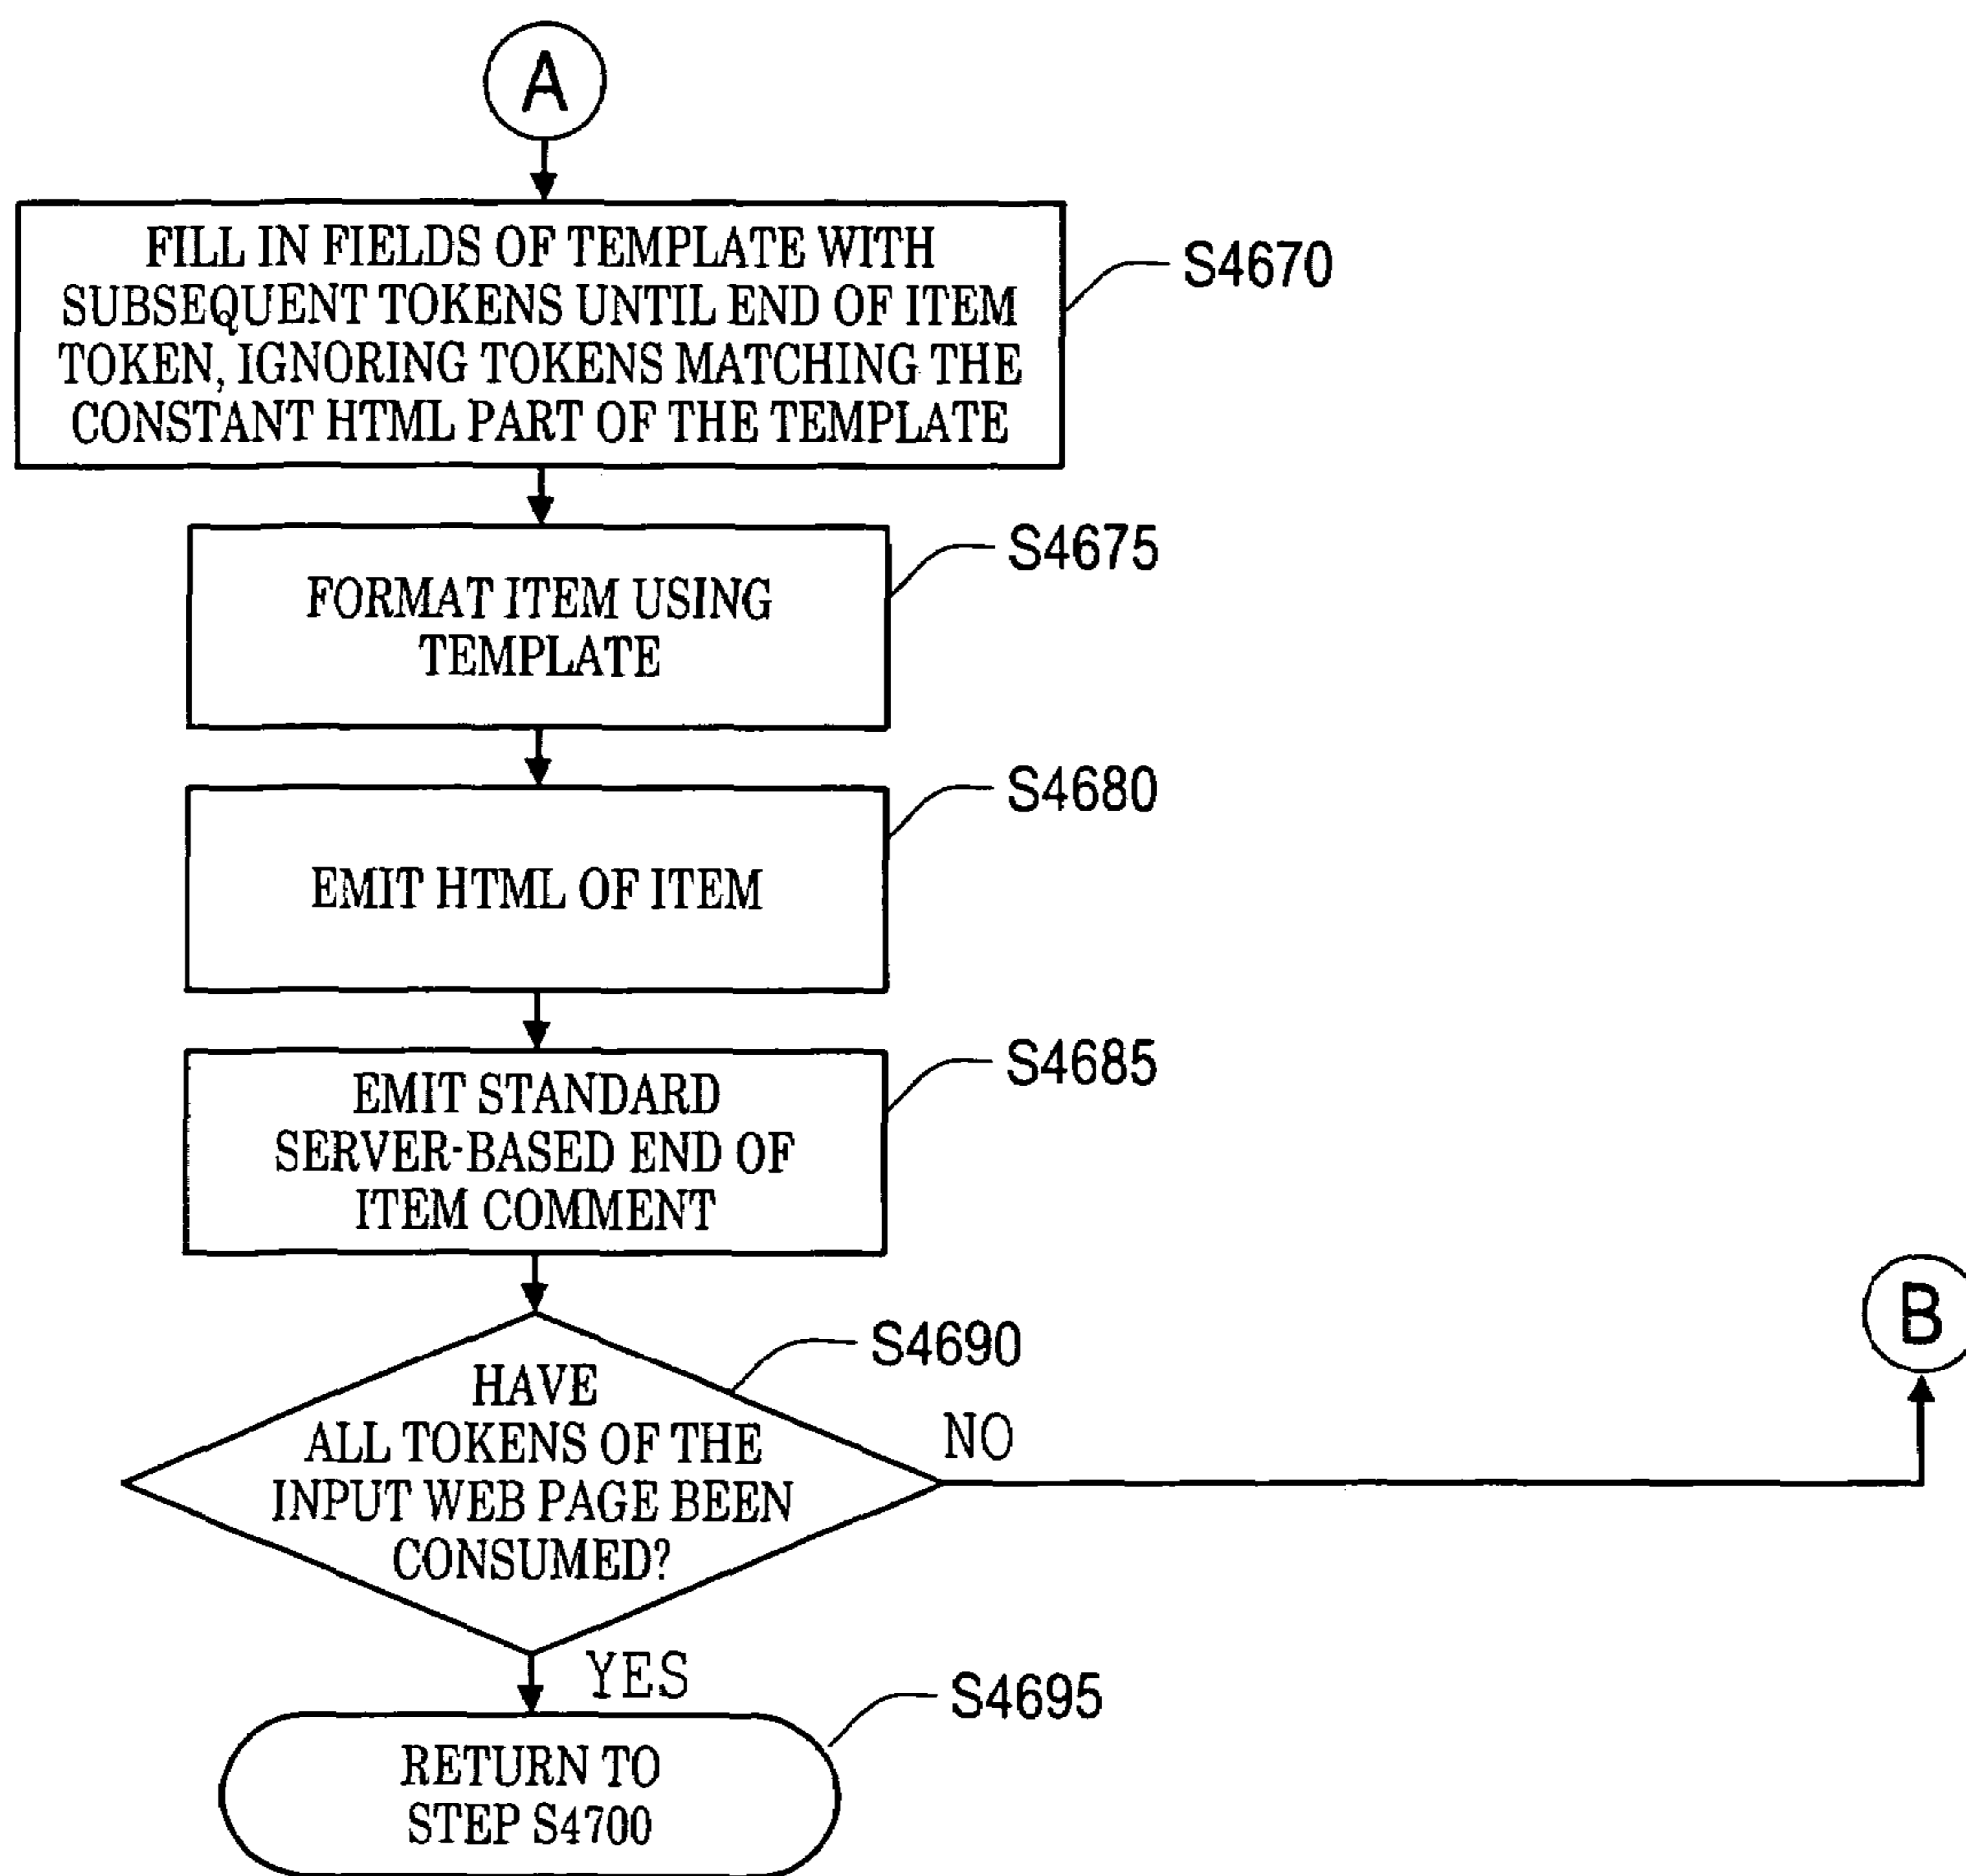 A
FILL IN FIELDS OF TEMPLATE WITH
SUBSEQUENT TOKENS UNTIL END OF ITEM
TOKEN, IGNORING TOKENS MATCHING THE
CONSTANT HTML PART OF THE TEMPLATE
S4670
FORMAT ITEM USING
TEMPLATE
S4675
EMIT HTML OF ITEM
S4680
EMIT STANDARD
SERVER-BASED END OF
ITEM COMMENT
S4685
HAVE
ALL TOKENS OF THE
INPUT WEB PAGE BEEN
CONSUMED?
S4690
NO
B
YES
RETURN TO
STEP S4700
S4695